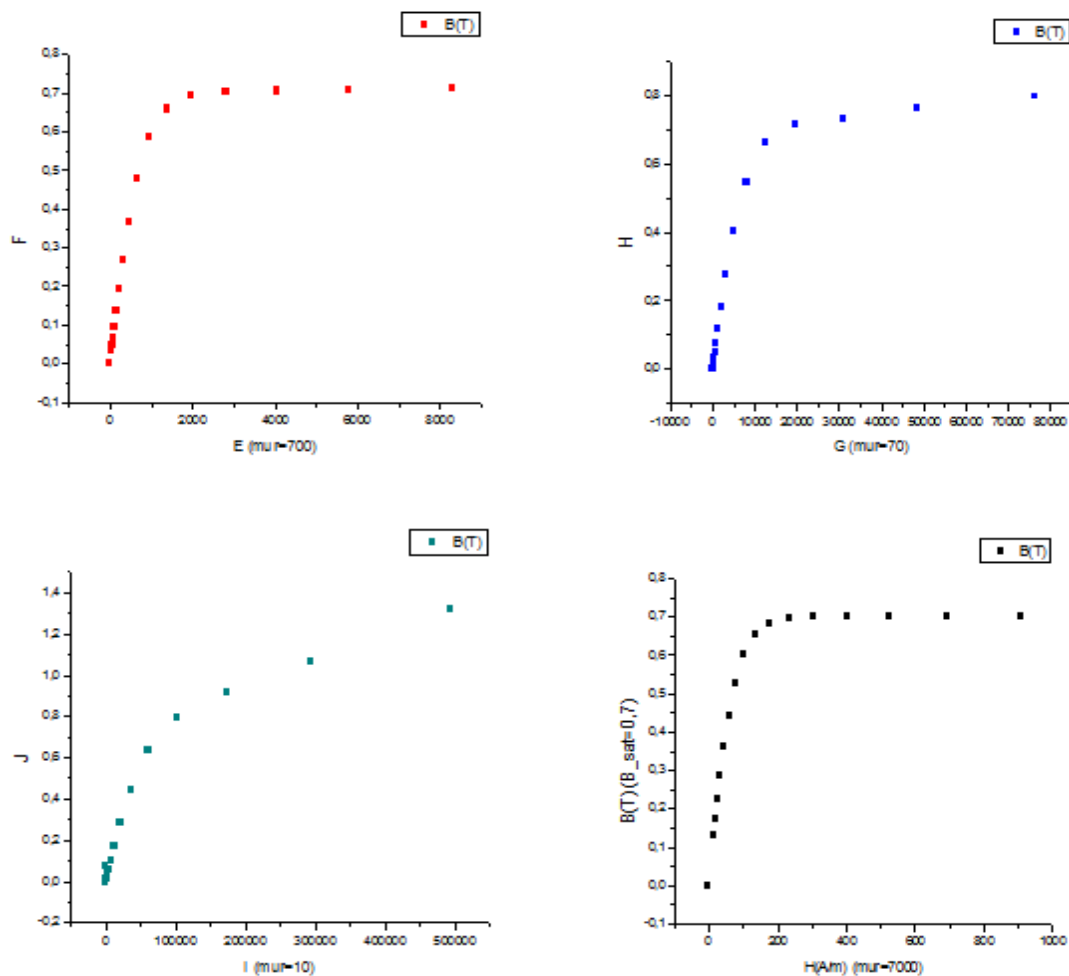 B(T)
0,8
0,7
0,6
0,5
0,4
0,3
0,2
0,1
0,0
-0,1
F
0 2000 4000 6000 8000
E (mur=700)
B(T)
0,8
0,6
0,4
0,2
0,0
H
-10000 0 10000 20000 30000 40000 50000 60000 70000 80000
G (mur=70)
B(T)
1,4
1,2
1,0
0,8
0,6
0,4
0,2
0,0
-0,2
J
0 100000 200000 300000 400000 500000
I (mur=10)
B(T)
0,8
0,7
0,6
0,5
0,4
0,3
0,2
0,1
0,0
-0,1
B(T) (B_sat=0,7)
0 200 400 600 800 1000
H(A/m) (mur=7000)